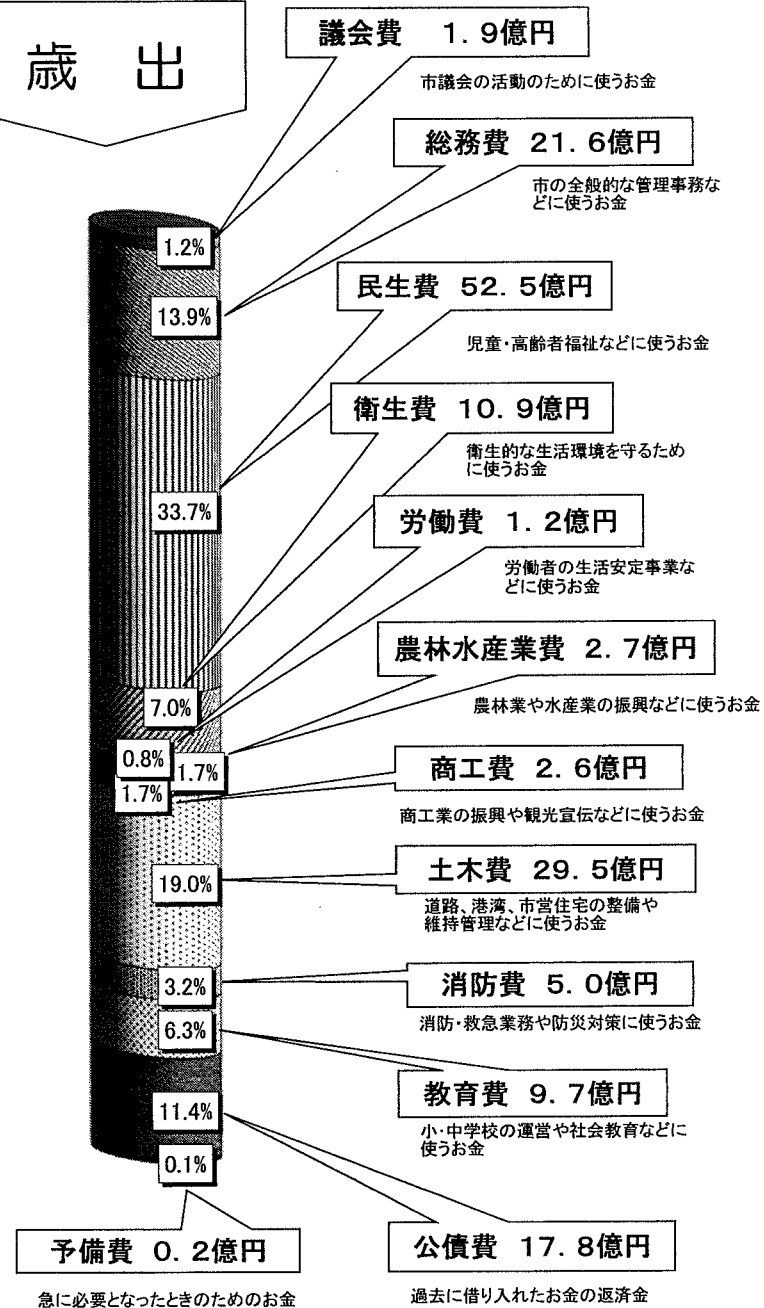 歳 出
議会費 1.9億円
市議会の活動のために使うお金
総務費 21.6億円
市の全般的な管理事務な
どに使うお金
1.2%
13.9%
民生費 52.5億円
児童・高齢者福祉などに使うお金
33.7%
衛生費 10.9億円
衛生的な生活環境を守るため
に使うお金
7.0%
労働費 1.2億円
労働者の生活安定事業な
どに使うお金
0.8%
農林水産業費 2.7億円
農林業や水産業の振興などに使うお金
1.7%
商工費 2.6億円
商工業の振興や観光宣伝などに使うお金
1.7%
土木費 29.5億円
道路、港湾、市営住宅の整備や
維持管理などに使うお金
19.0%
消防費 5.0億円
消防・救急業務や防災対策に使うお金
3.2%
教育費 9.7億円
小・中学校の運営や社会教育などに
使うお金
6.3%
11.4%
0.1%
予備費 0.2億円
急に必要となったときのためのお金
公債費 17.8億円
過去に借り入れたお金の返済金